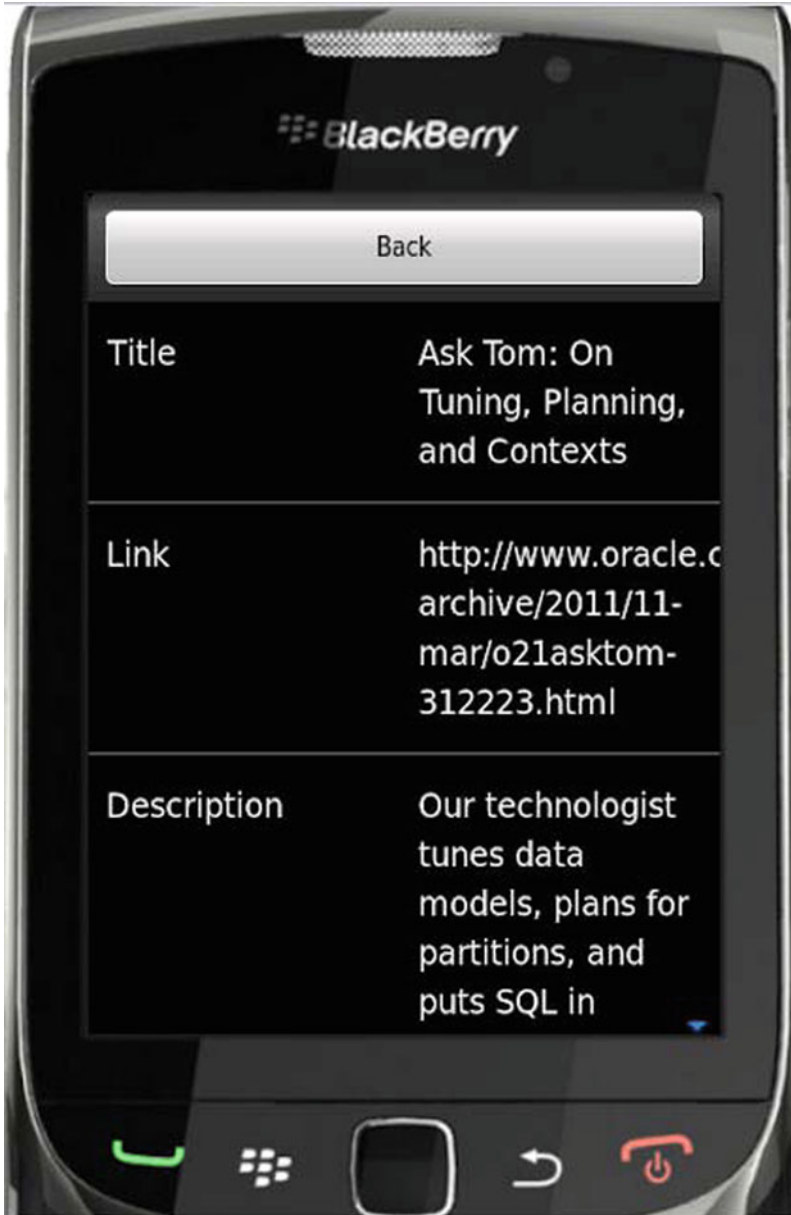 BlackBerry
Back
Title
Ask Tom: On
Tuning, Planning,
and Contexts
Link
http://www.oracle.c
archive/2011/11-
mar/o21asktom-
312223.html
Description
Our technologist
tunes data
models, plans for
partitions, and
puts SQL in